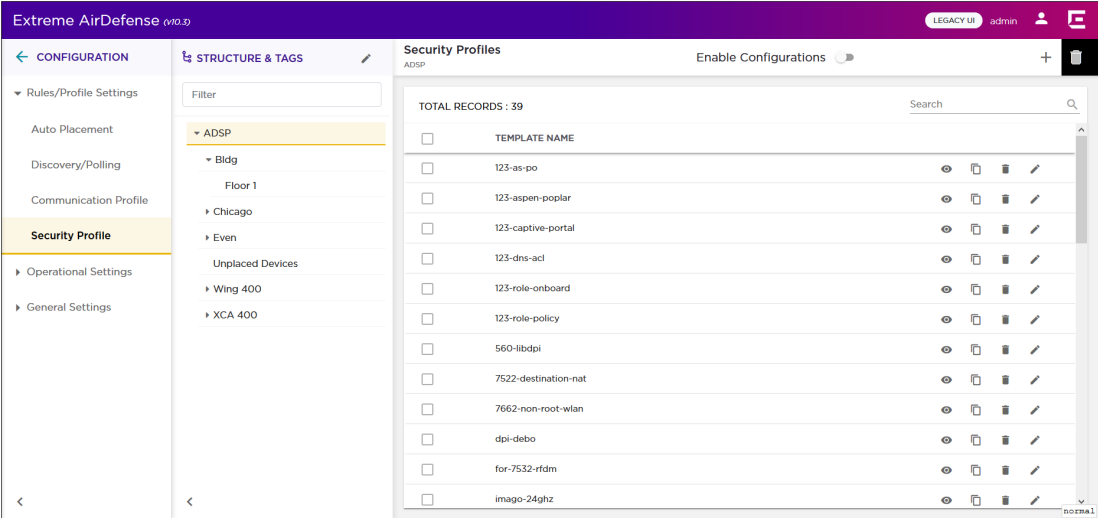 Extreme AirDefense (v10.3)
LEGACY UI admin
CONFIGURATION
Rules/Profile Settings
Auto Placement
Discovery/Polling
Communication Profile
Security Profile
Operational Settings
General Settings
STRUCTURE & TAGS
Filter
ADSP
Bldg
Floor 1
Chicago
Even
Unplaced Devices
Wing 400
XCA 400
Security Profiles
ADSP
Enable Configurations
TOTAL RECORDS : 39
Search
TEMPLATE NAME
123-as-po
123-aspen-poplar
123-captive-portal
123-dns-acl
123-role-onboard
123-role-policy
560-libdpi
7522-destination-nat
7662-non-root-wlan
dpi-debo
for-7532-rfdm
imago-24ghz
normal